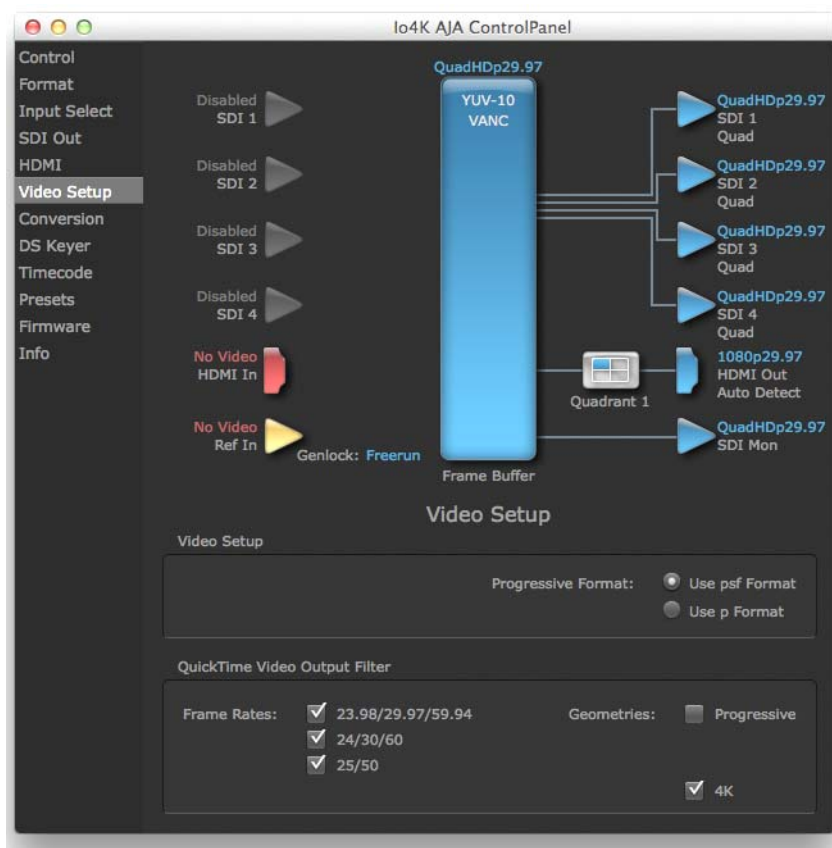 Io4K AJA ControlPanel
Control
Format
Input Select
SDI Out
HDMI
Video Setup
Conversion
DS Keyer
Timecode
Presets
Firmware
Info
QuadHDp29.97
YUV-10
VANC
Disabled
SDI 1
Disabled
SDI 2
Disabled
SDI 3
Disabled
SDI 4
No Video
HDMI In
No Video
Ref In
Genlock: Freerun
Frame Buffer
QuadHDp29.97
SDI 1
Quad
QuadHDp29.97
SDI 2
Quad
QuadHDp29.97
SDI 3
Quad
QuadHDp29.97
SDI 4
Quad
Quadrant 1
1080p29.97
HDMI Out
Auto Detect
QuadHDp29.97
SDI Mon
Video Setup
Video Setup
Progressive Format:
Use psf Format
Use p Format
QuickTime Video Output Filter
Frame Rates:
23.98/29.97/59.94
24/30/60
25/50
Geometries:
Progressive
4K